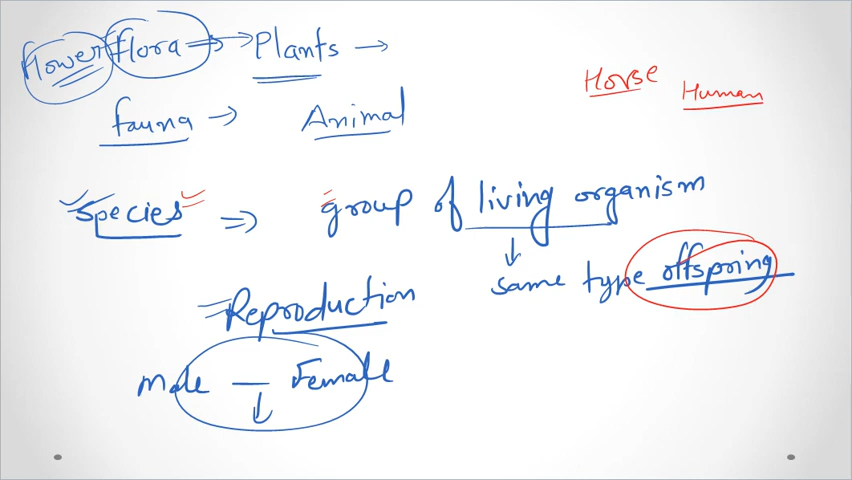 flower flora → → Plants →
Horse
Human
fauna → Animal
Species ⇒ group of living organism
↓
same type offspring
= Reproduction
Male — Female
↓